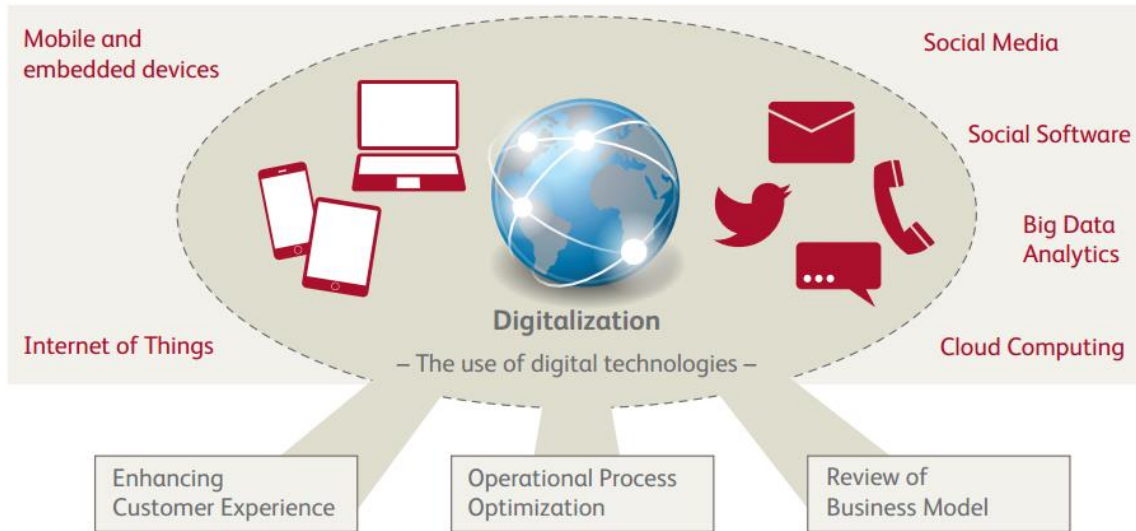 Mobile and
embedded devices
Social Media
Social Software
Big Data
Analytics
Internet of Things
Cloud Computing
Digitalization
– The use of digital technologies –
Enhancing
Customer Experience
Operational Process
Optimization
Review of
Business Model